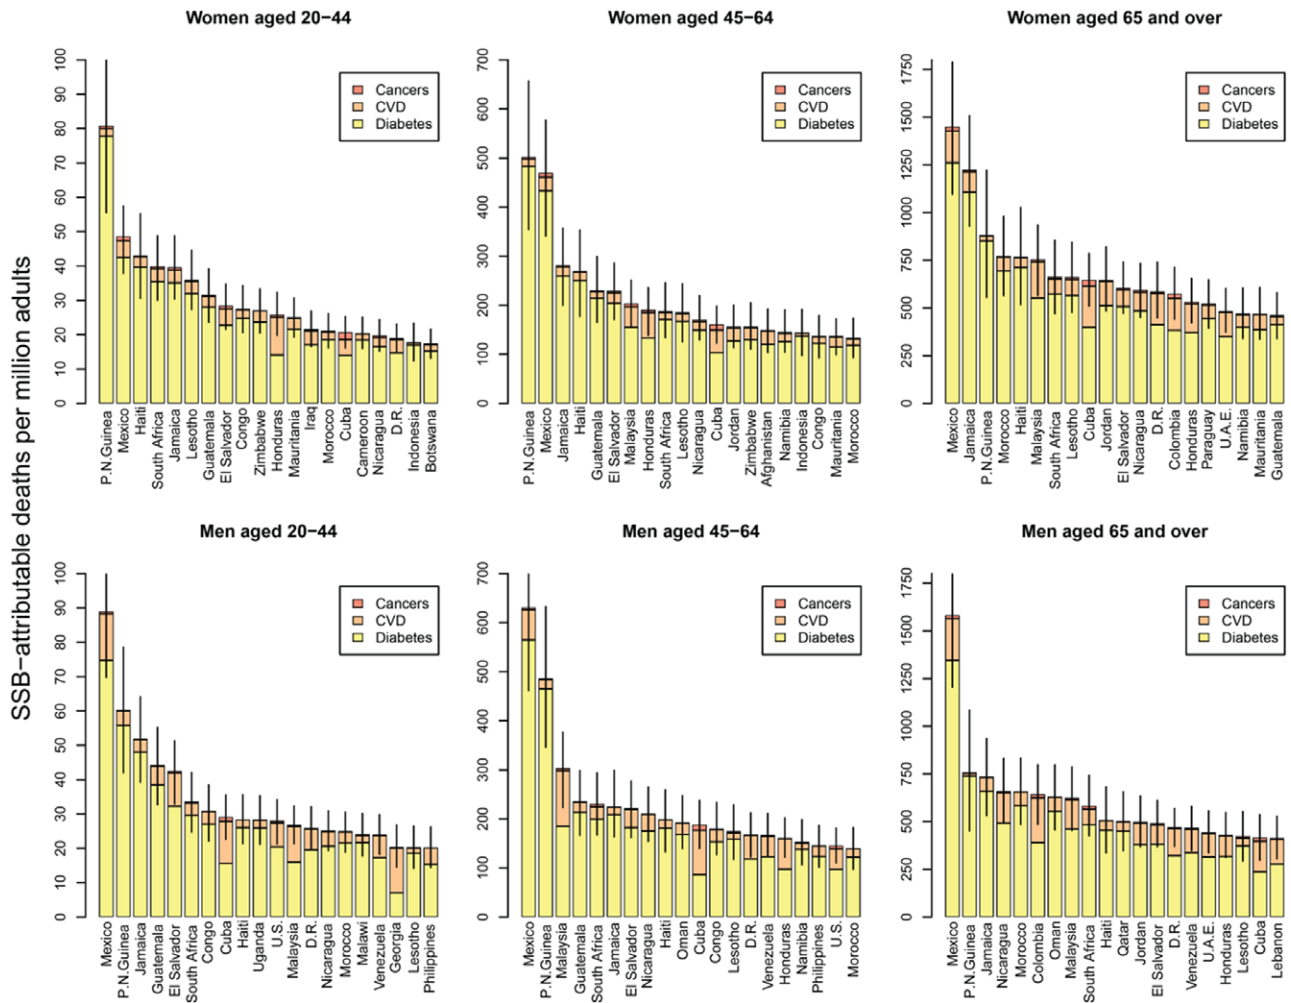 SSB−attributable deaths per million adults
Women aged 20−44
0 10 20 30 40 50 60 70 80 90 100
Cancers
CVD
Diabetes
P.N.Guinea Mexico Haiti South Africa Jamaica Lesotho Guatemala El Salvador Congo Zimbabwe Honduras Mauritania Iraq Morocco Cuba Cameroon Nicaragua D.R. Indonesia Botswana
Women aged 45−64
0 100 200 300 400 500 600 700
Cancers
CVD
Diabetes
P.N.Guinea Mexico Jamaica Haiti Guatemala El Salvador Malaysia Honduras South Africa Lesotho Nicaragua Cuba Jordan Zimbabwe Afghanistan Namibia Indonesia Congo Mauritania Morocco
Women aged 65 and over
0 250 500 750 1000 1250 1500 1750
Cancers
CVD
Diabetes
Mexico Jamaica P.N.Guinea Morocco Haiti Malaysia South Africa Lesotho Cuba Jordan El Salvador Nicaragua D.R. Colombia Honduras Paraguay U.A.E. Namibia Mauritania Guatemala
Men aged 20−44
0 10 20 30 40 50 60 70 80 90 100
Cancers
CVD
Diabetes
Mexico P.N.Guinea Jamaica Guatemala El Salvador South Africa Congo Cuba Haiti Uganda U.S. Malaysia D.R. Nicaragua Morocco Malawi Venezuela Georgia Lesotho Philippines
Men aged 45−64
0 100 200 300 400 500 600 700
Cancers
CVD
Diabetes
Mexico P.N.Guinea Malaysia Guatemala South Africa Jamaica El Salvador Nicaragua Haiti Oman Cuba Congo Lesotho D.R. Venezuela Honduras Namibia Philippines U.S. Morocco
Men aged 65 and over
0 250 500 750 1000 1250 1500 1750
Cancers
CVD
Diabetes
Mexico P.N.Guinea Jamaica Nicaragua Morocco Colombia Oman Malaysia South Africa Haiti Qatar Jordan El Salvador D.R. Venezuela U.A.E. Honduras Lesotho Cuba Lebanon